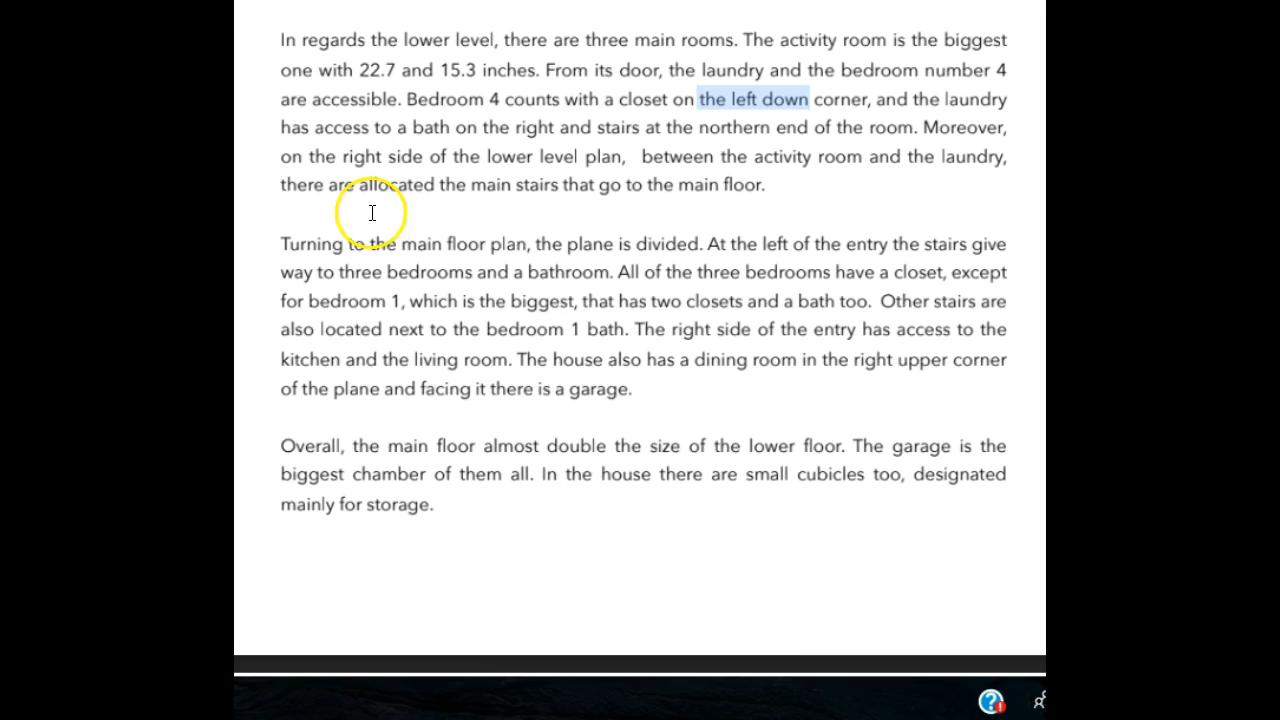 In regards the lower level, there are three main rooms. The activity room is the biggest
one with 22.7 and 15.3 inches. From its door, the laundry and the bedroom number 4
are accessible. Bedroom 4 counts with a closet on the left down corner, and the laundry
has access to a bath on the right and stairs at the northern end of the room. Moreover,
on the right side of the lower level plan, between the activity room and the laundry,
there are allocated the main stairs that go to the main floor.
Turning to the main floor plan, the plane is divided. At the left of the entry the stairs give
way to three bedrooms and a bathroom. All of the three bedrooms have a closet, except
for bedroom 1, which is the biggest, that has two closets and a bath too. Other stairs are
also located next to the bedroom 1 bath. The right side of the entry has access to the
kitchen and the living room. The house also has a dining room in the right upper corner
of the plane and facing it there is a garage.
Overall, the main floor almost double the size of the lower floor. The garage is the
biggest chamber of them all. In the house there are small cubicles too, designated
mainly for storage.